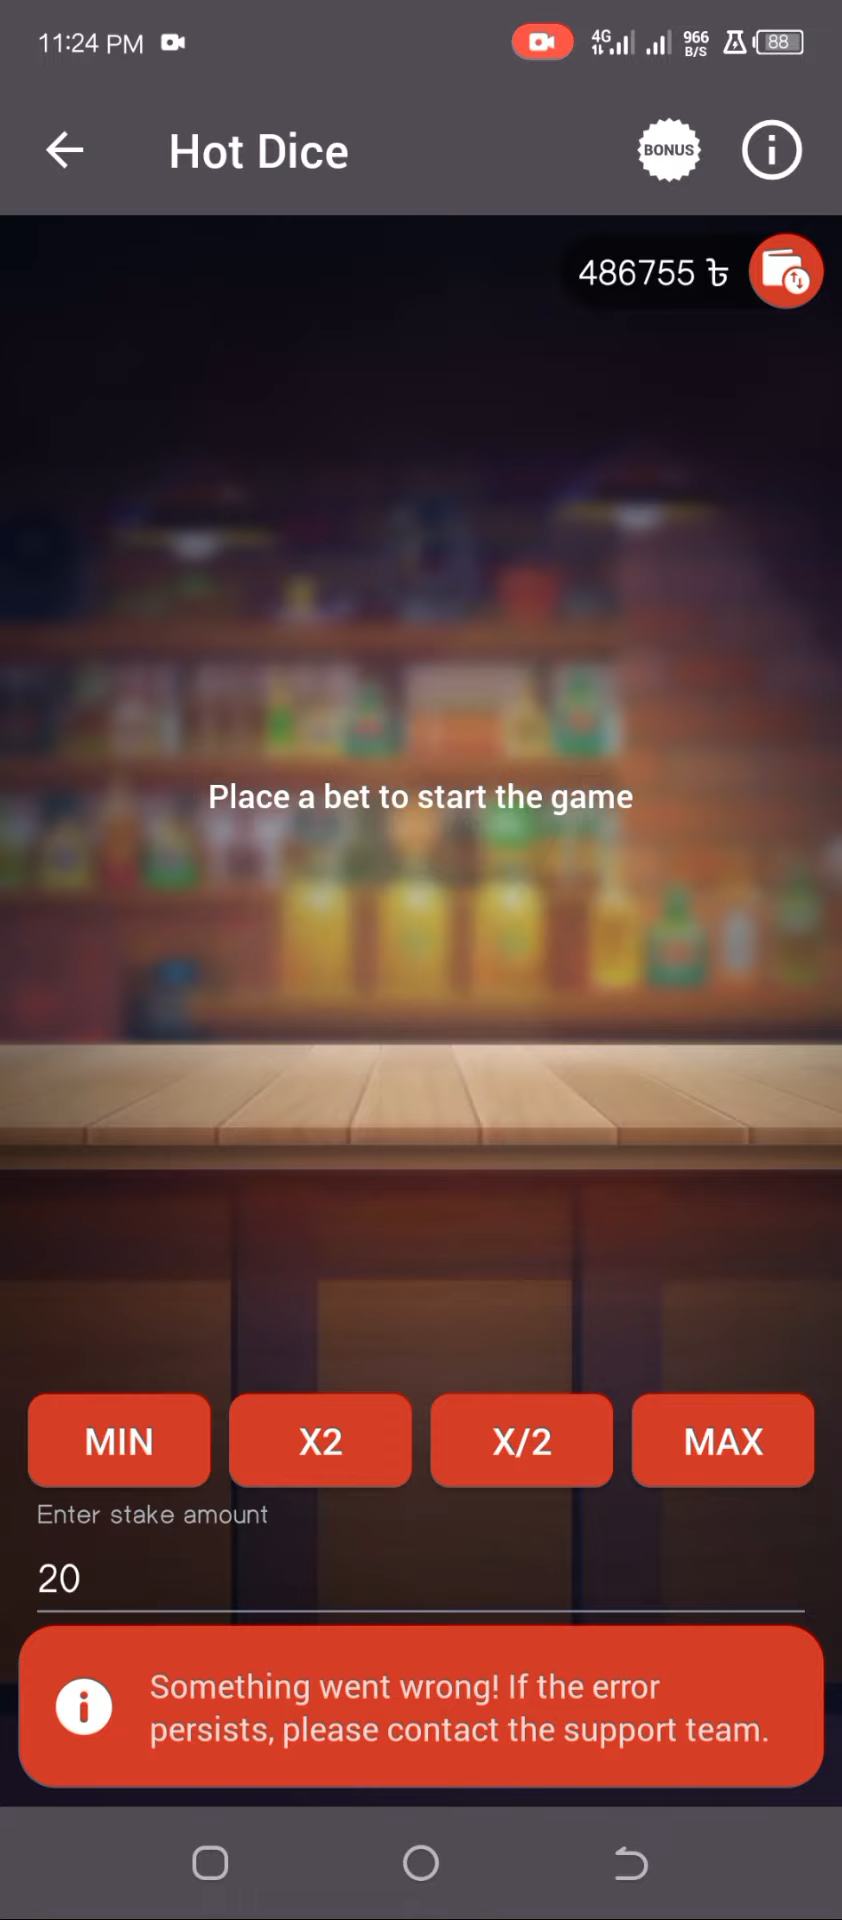 11:24 PM
4G
966
B/S
88
Hot Dice
BONUS
486755 ৳
Place a bet to start the game
MIN
X2
X/2
MAX
Enter stake amount
20
Something went wrong! If the error
persists, please contact the support team.